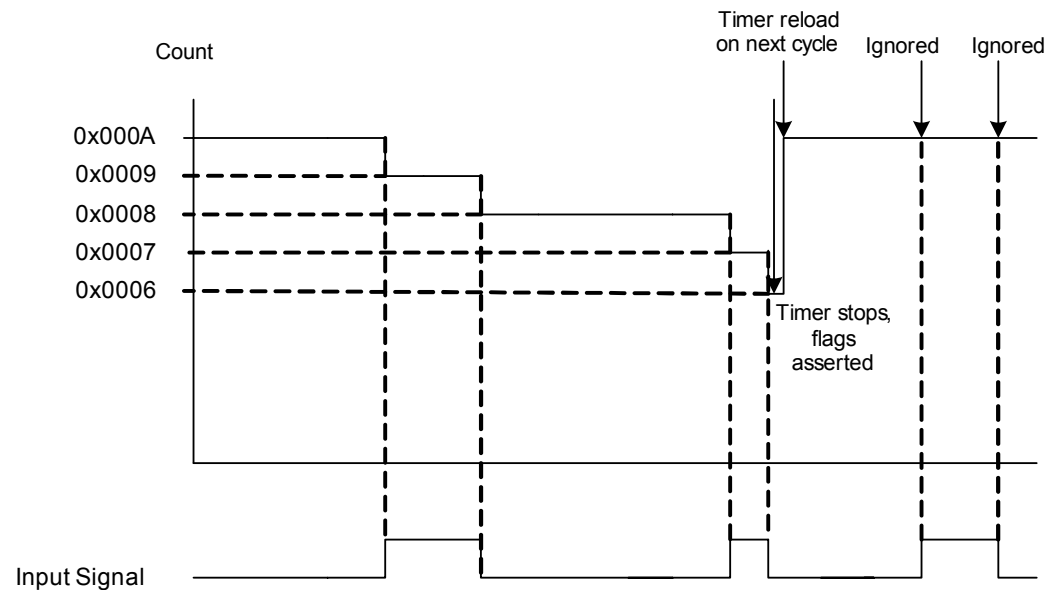 Timer reload
on next cycle
Ignored
Ignored
Count
0x000A
0x0009
0x0008
0x0007
0x0006
Timer stops,
flags
asserted
Input Signal